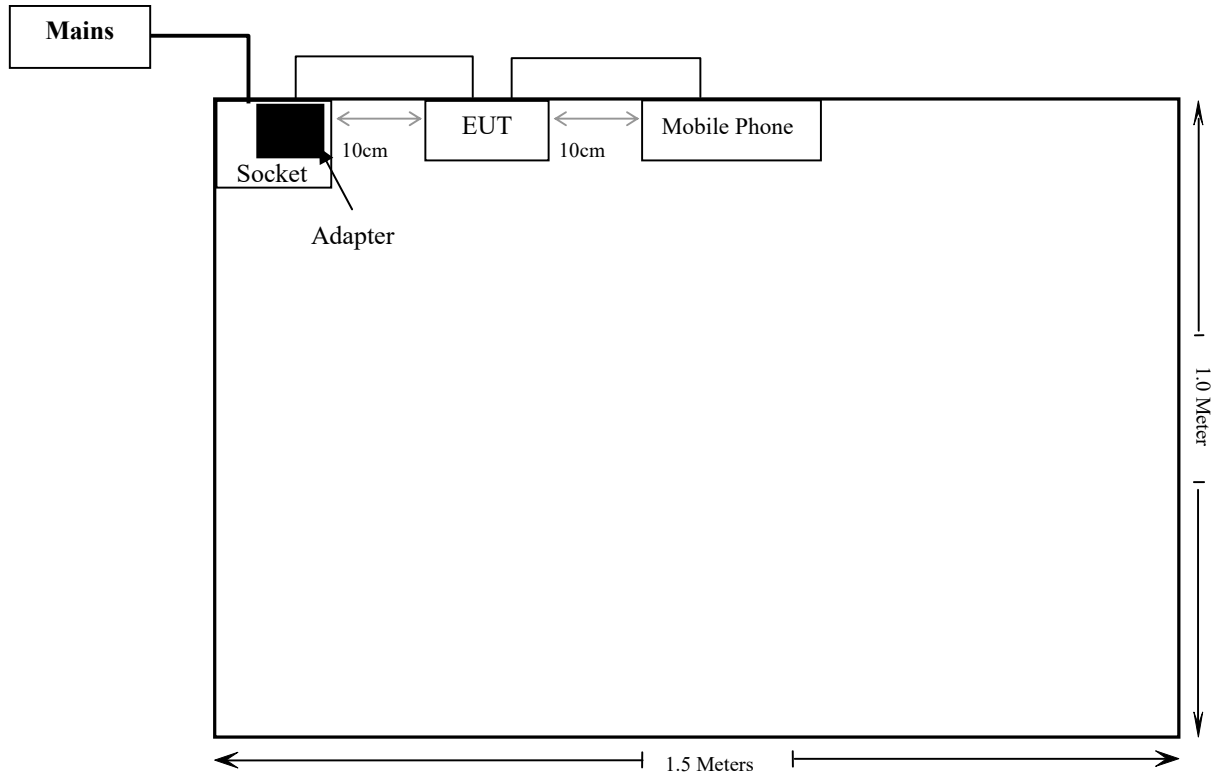 Mains
EUT
Mobile Phone
10cm
10cm
Socket
Adapter
1.0 Meter
1.5 Meters